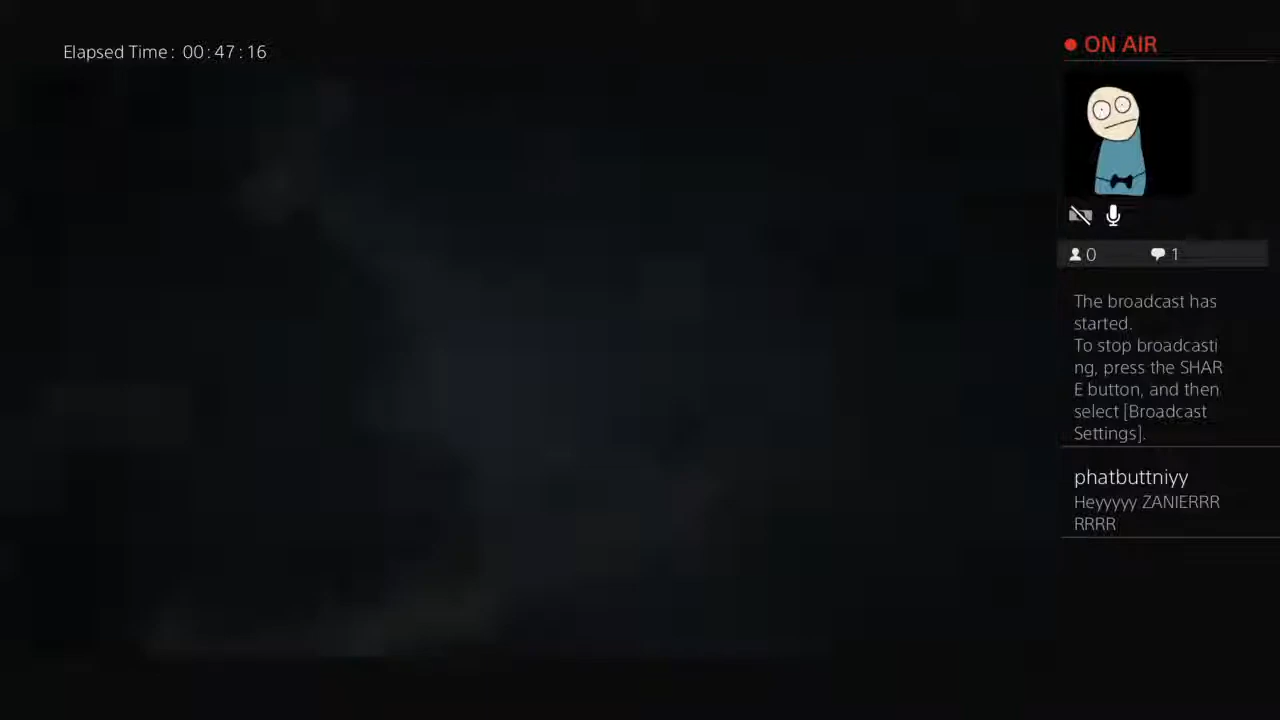 Elapsed Time: 00:47:16
ON AIR
0
1
The broadcast has
started.
To stop broadcasti
ng, press the SHAR
E button, and then
select [Broadcast
Settings].
phatbuttniyy
Heyyyyy ZANIERRR
RRRR